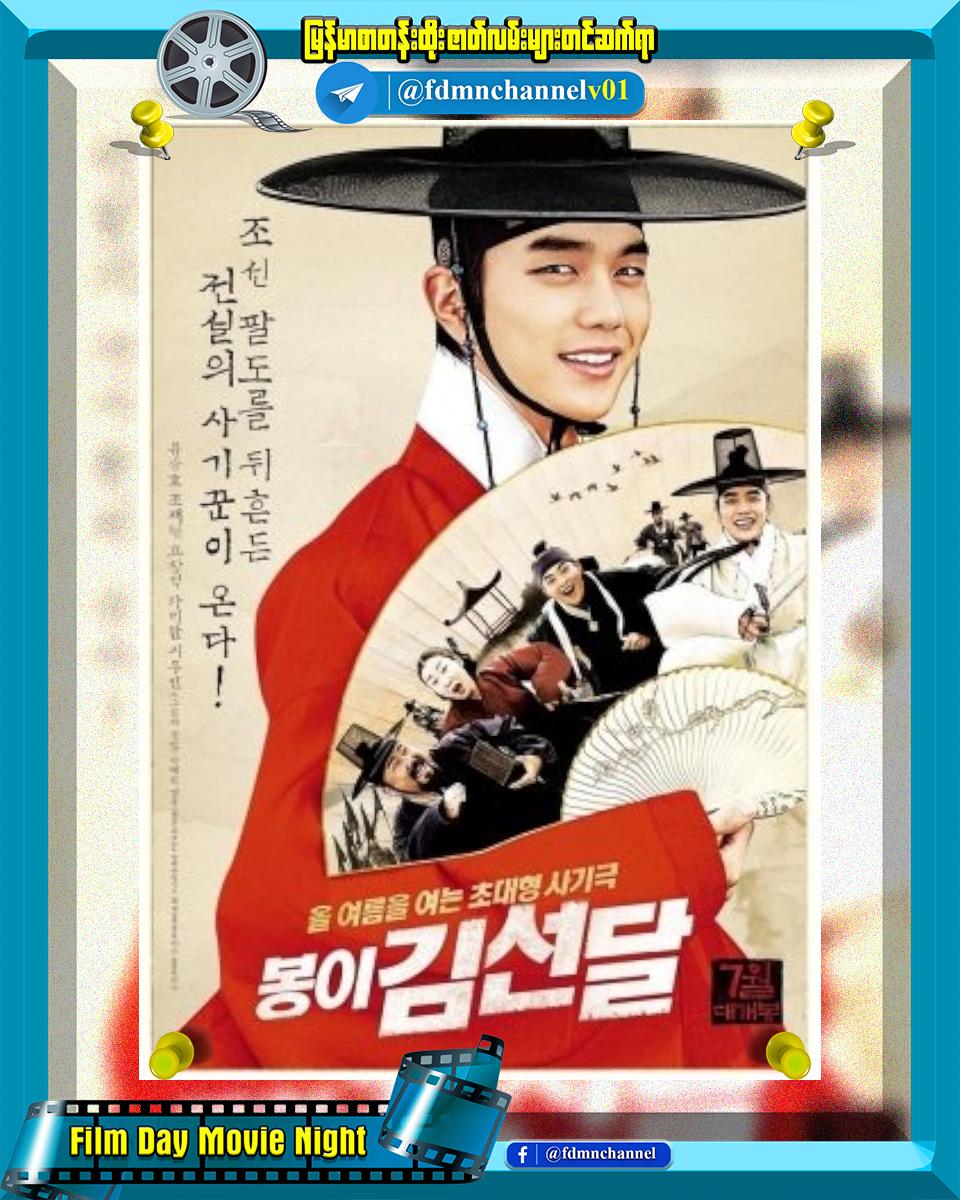 မြန်မာစာတန်းထိုးဇာတ်လမ်းများတင်ဆက်ရာ
@fdmnchannelv01
조선 팔도를 뒤흔든
전설의 사기꾼이 온다!
올 여름을 여는 초대형 사기극
봉이 김선달
7월
대개봉
Film Day Movie Night
@fdmnchannel